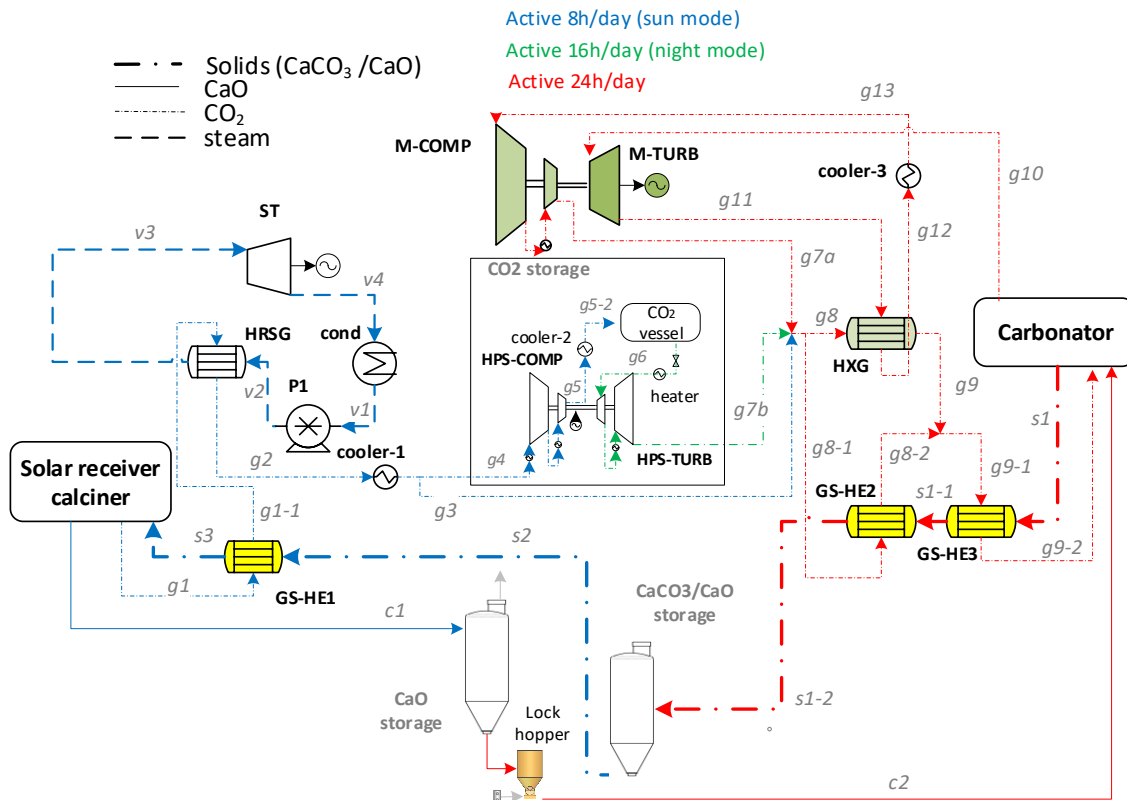 Active 8h/day (sun mode)
Active 16h/day (night mode)
Active 24h/day
Solids (CaCO₃ /CaO)
CaO
CO₂
steam
g13
M-COMP
M-TURB
cooler-3
g10
g11
g12
ST
v3
v4
CO2 storage
g7a
g5-2
CO₂
vessel
cooler-2
HPS-COMP
g6
g5
heater
g8
HXG
Carbonator
HRSG
cond
P1
v2
v1
g7b
g9
s1
cooler-1
HPS-TURB
g8-1
g8-2
g9-1
g2
g4
g3
Solar receiver
calciner
g1-1
GS-HE2
s1-1
GS-HE3
g9-2
s3
s2
g1
GS-HE1
c1
CaCO3/CaO
storage
CaO
storage
s1-2
Lock
hopper
c2